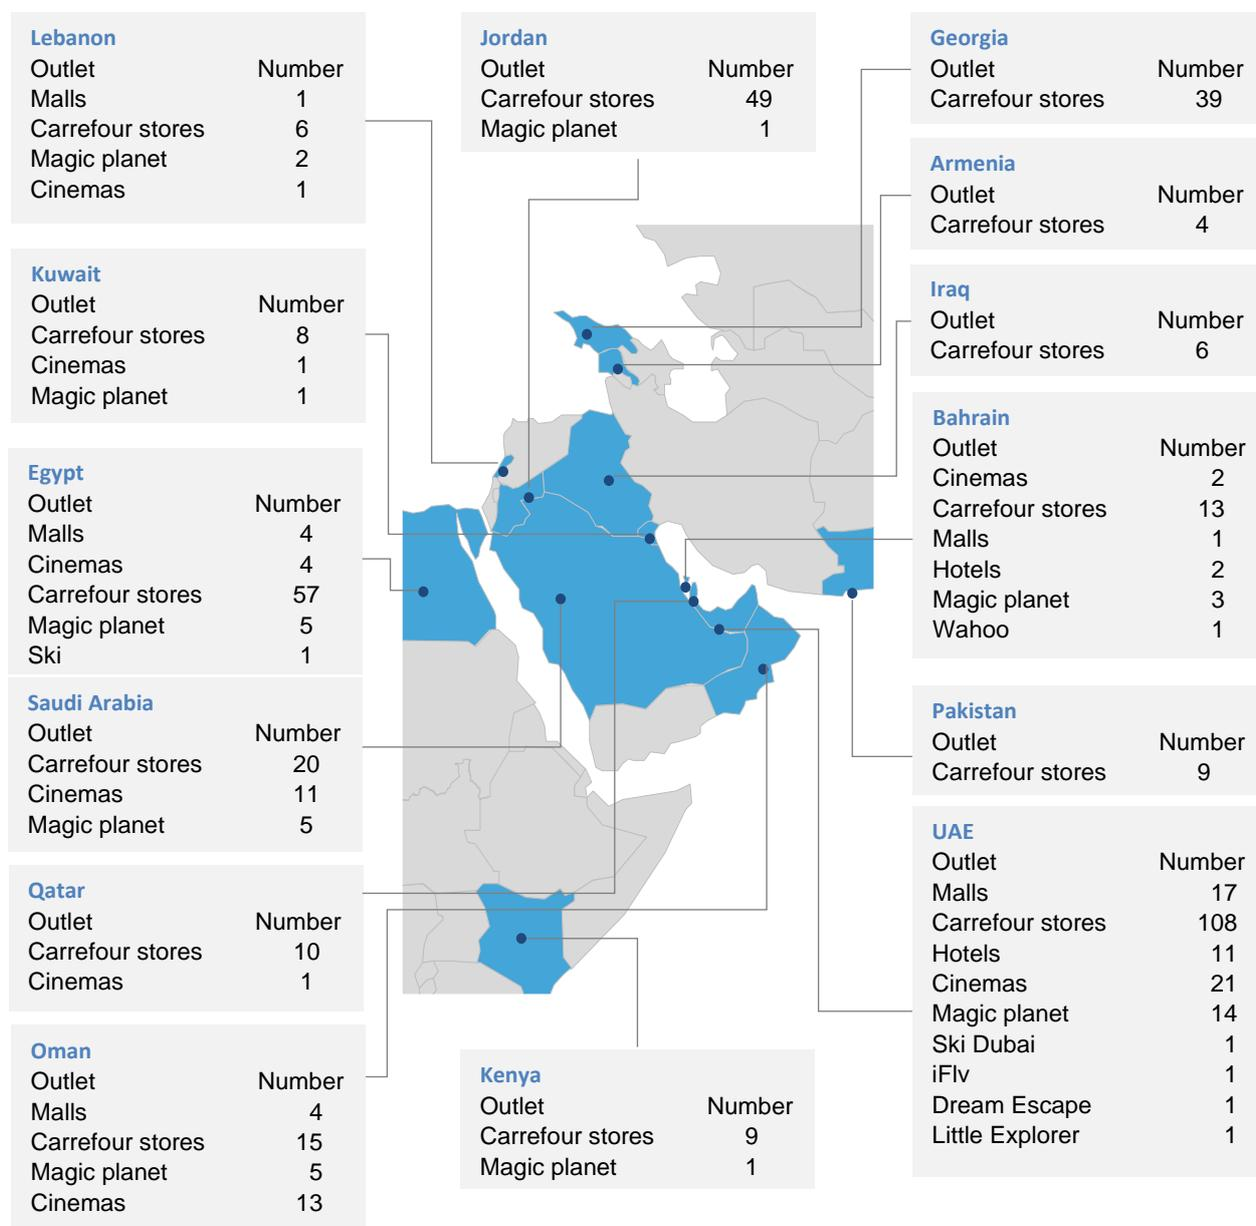 Lebanon
Outlet Number
Malls 1
Carrefour stores 6
Magic planet 2
Cinemas 1
Jordan
Outlet Number
Carrefour stores 49
Magic planet 1
Georgia
Outlet Number
Carrefour stores 39
Armenia
Outlet Number
Carrefour stores 4
Kuwait
Outlet Number
Carrefour stores 8
Cinemas 1
Magic planet 1
Iraq
Outlet Number
Carrefour stores 6
Bahrain
Outlet Number
Cinemas 2
Carrefour stores 13
Malls 1
Hotels 2
Magic planet 3
Wahoo 1
Egypt
Outlet Number
Malls 4
Cinemas 4
Carrefour stores 57
Magic planet 5
Ski 1
Saudi Arabia
Outlet Number
Carrefour stores 20
Cinemas 11
Magic planet 5
Pakistan
Outlet Number
Carrefour stores 9
UAE
Outlet Number
Malls 17
Carrefour stores 108
Hotels 11
Cinemas 21
Magic planet 14
Ski Dubai 1
iFlv 1
Dream Escape 1
Little Explorer 1
Qatar
Outlet Number
Carrefour stores 10
Cinemas 1
Oman
Outlet Number
Malls 4
Carrefour stores 15
Magic planet 5
Cinemas 13
Kenya
Outlet Number
Carrefour stores 9
Magic planet 1